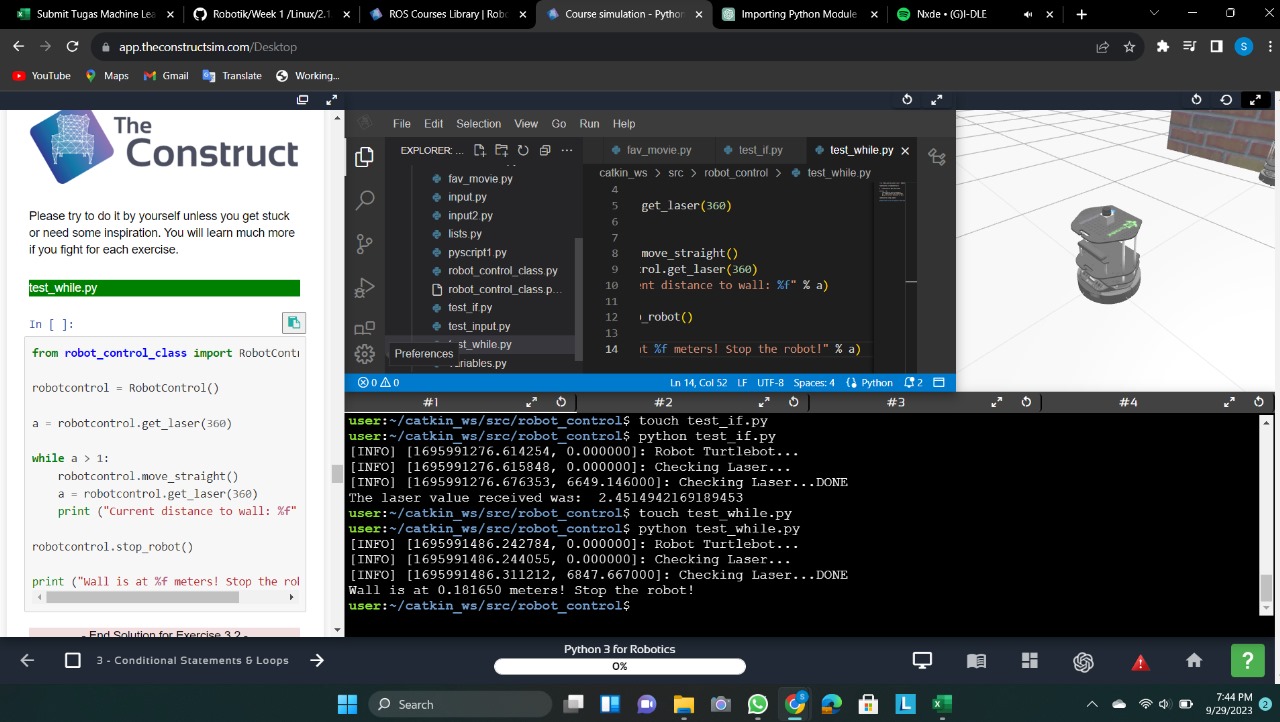 Submit Tugas Machine Lea
Robotik/Week 1 /Linux/2.1
ROS Courses Library | Robo
Course simulation - Python
Importing Python Module
Nxde • (G)I-DLE
app.theconstructsim.com/Desktop
S
YouTube
Maps
Gmail
Translate
Working...
The
Construct
Please try to do it by yourself unless you get stuck
or need some inspiration. You will learn much more
if you fight for each exercise.
test_while.py
In [ ]:
from robot_control_class import RobotContr
robotcontrol = RobotControl()
a = robotcontrol.get_laser(360)
while a > 1:
robotcontrol.move_straight()
a = robotcontrol.get_laser(360)
print ("Current distance to wall: %f"
robotcontrol.stop_robot()
print ("Wall is at %f meters! Stop the rob
- End Solution for Exercise 3.2 -
File Edit Selection View Go Run Help
EXPLORER: ...
fav_movie.py
input.py
input2.py
lists.py
pyscript1.py
robot_control_class.py
robot_control_class.p...
test_if.py
test_input.py
st_while.py
variables.py
Preferences
fav_movie.py
test_if.py
test_while.py
catkin_ws > src > robot_control > test_while.py
4
5 get_laser(360)
6
7
8 move_straight()
9 rol.get_laser(360)
10 nt distance to wall: %f" % a)
11
12 _robot()
13
14 t %f meters! Stop the robot!" % a)
0 0
Ln 14, Col 52 LF UTF-8 Spaces: 4 Python 2
#1
#2
#3
#4
user:~/catkin_ws/src/robot_control$ touch test_if.py
user:~/catkin_ws/src/robot_control$ python test_if.py
[INFO] [1695991276.614254, 0.000000]: Robot Turtlebot...
[INFO] [1695991276.615848, 0.000000]: Checking Laser...
[INFO] [1695991276.676353, 6649.146000]: Checking Laser...DONE
The laser value received was:  2.4514942169189453
user:~/catkin_ws/src/robot_control$ touch test_while.py
user:~/catkin_ws/src/robot_control$ python test_while.py
[INFO] [1695991486.242784, 0.000000]: Robot Turtlebot...
[INFO] [1695991486.244055, 0.000000]: Checking Laser...
[INFO] [1695991486.311212, 6847.667000]: Checking Laser...DONE
Wall is at 0.181650 meters! Stop the robot!
user:~/catkin_ws/src/robot_control$
3 - Conditional Statements & Loops
Python 3 for Robotics
0%
?
Search
S
L
7:44 PM
9/29/2023
2